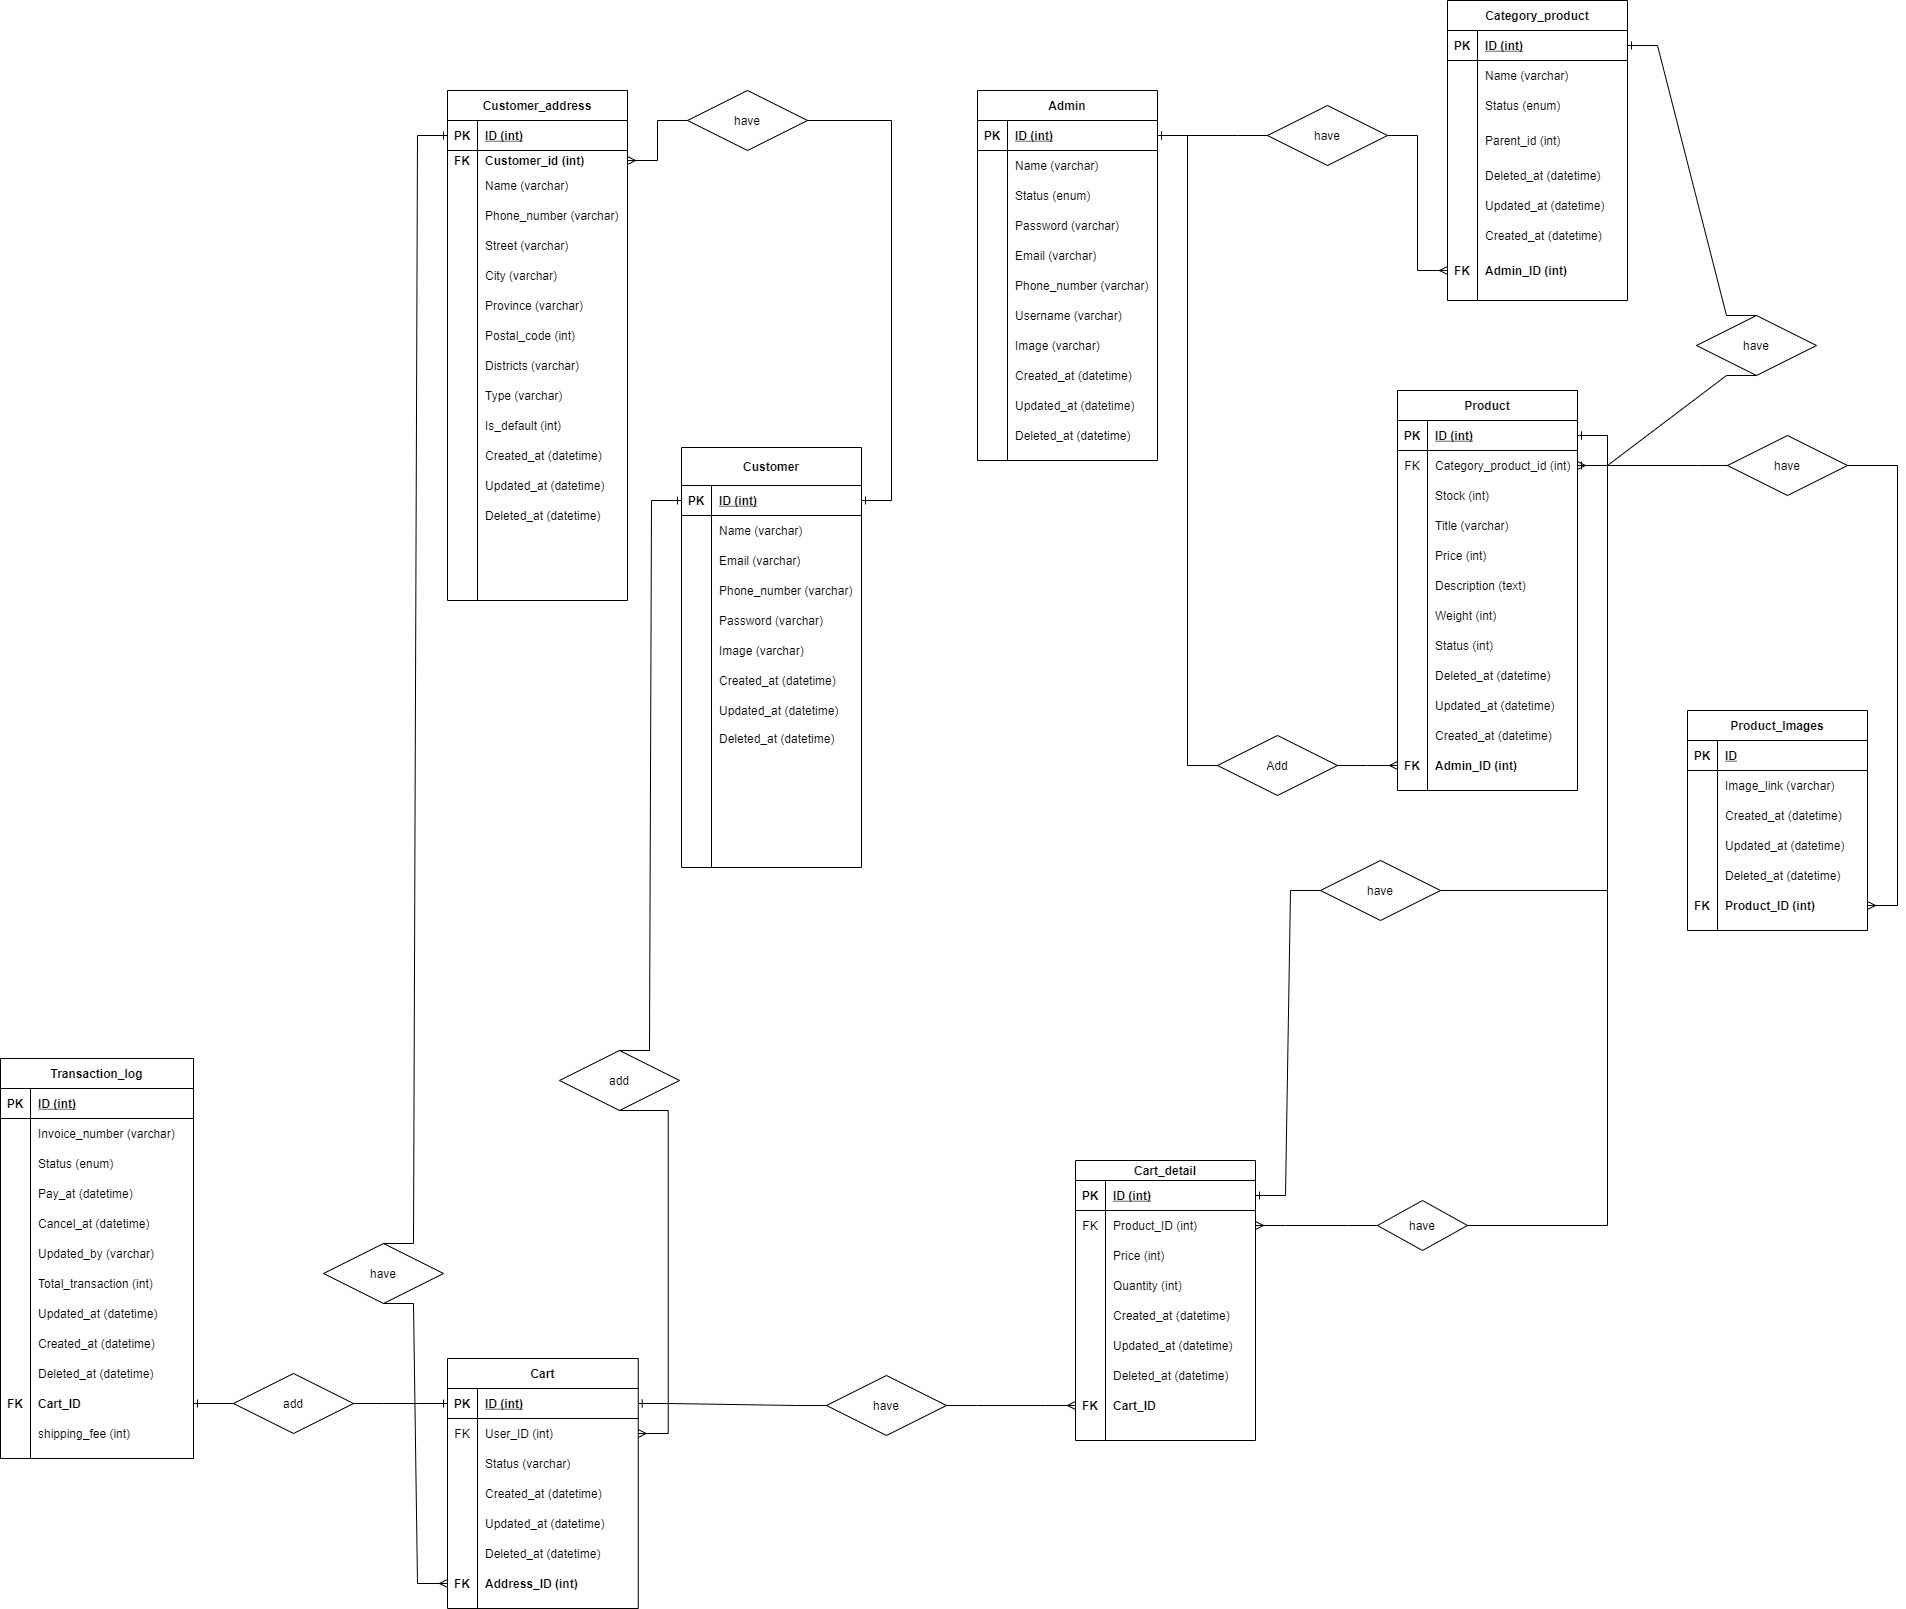 Category_product
PK ID (int)
Name (varchar)
Status (enum)
Parent_id (int)
Deleted_at (datetime)
Updated_at (datetime)
Created_at (datetime)
FK Admin_ID (int)
Customer_address
PK ID (int)
FK Customer_id (int)
Name (varchar)
Phone_number (varchar)
Street (varchar)
City (varchar)
Province (varchar)
Postal_code (int)
Districts (varchar)
Type (varchar)
Is_default (int)
Created_at (datetime)
Updated_at (datetime)
Deleted_at (datetime)
have
Admin
PK ID (int)
Name (varchar)
Status (enum)
Password (varchar)
Email (varchar)
Phone_number (varchar)
Username (varchar)
Image (varchar)
Created_at (datetime)
Updated_at (datetime)
Deleted_at (datetime)
have
have
Customer
PK ID (int)
Name (varchar)
Email (varchar)
Phone_number (varchar)
Password (varchar)
Image (varchar)
Created_at (datetime)
Updated_at (datetime)
Deleted_at (datetime)
Product
PK ID (int)
FK Category_product_id (int)
Stock (int)
Title (varchar)
Price (int)
Description (text)
Weight (int)
Status (int)
Deleted_at (datetime)
Updated_at (datetime)
Created_at (datetime)
FK Admin_ID (int)
have
Add
Product_Images
PK ID
Image_link (varchar)
Created_at (datetime)
Updated_at (datetime)
Deleted_at (datetime)
FK Product_ID (int)
have
add
Transaction_log
PK ID (int)
Invoice_number (varchar)
Status (enum)
Pay_at (datetime)
Cancel_at (datetime)
Updated_by (varchar)
Total_transaction (int)
Updated_at (datetime)
Created_at (datetime)
Deleted_at (datetime)
FK Cart_ID
shipping_fee (int)
add
have
Cart
PK ID (int)
FK User_ID (int)
Status (varchar)
Created_at (datetime)
Updated_at (datetime)
Deleted_at (datetime)
FK Address_ID (int)
have
Cart_detail
PK ID (int)
FK Product_ID (int)
Price (int)
Quantity (int)
Created_at (datetime)
Updated_at (datetime)
Deleted_at (datetime)
FK Cart_ID
have